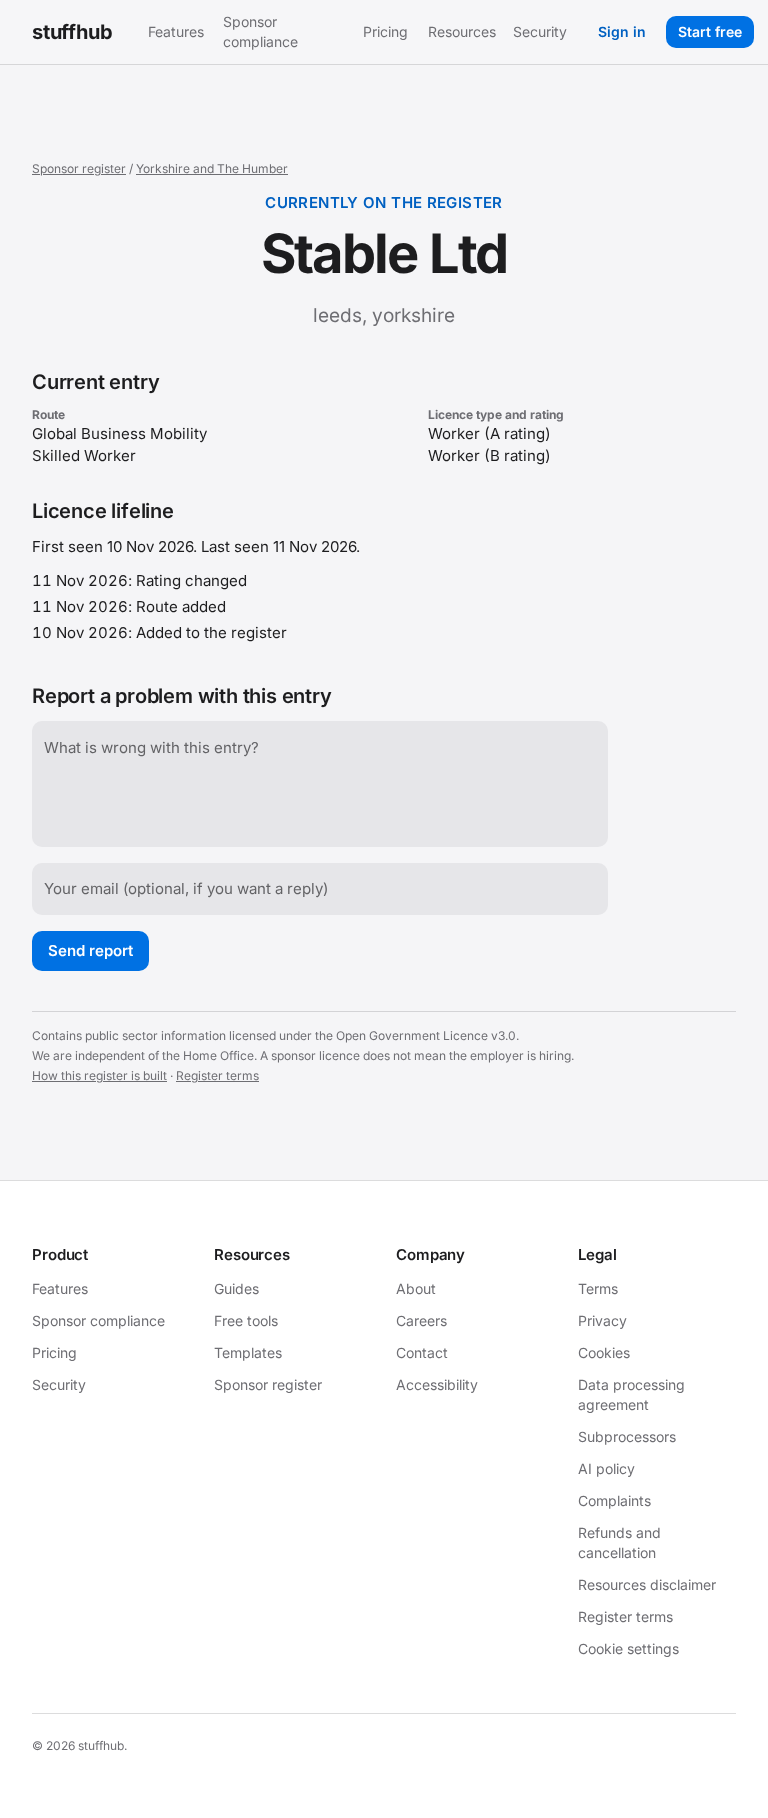 stuffhub
Features
Sponsor
compliance
Pricing
Resources
Security
Sign in
Start free
Sponsor register / Yorkshire and The Humber
CURRENTLY ON THE REGISTER
Stable Ltd
leeds, yorkshire
Current entry
Route
Global Business Mobility
Skilled Worker
Licence type and rating
Worker (A rating)
Worker (B rating)
Licence lifeline
First seen 10 Nov 2026. Last seen 11 Nov 2026.
11 Nov 2026: Rating changed
11 Nov 2026: Route added
10 Nov 2026: Added to the register
Report a problem with this entry
What is wrong with this entry?
Your email (optional, if you want a reply)
Send report
Contains public sector information licensed under the Open Government Licence v3.0.
We are independent of the Home Office. A sponsor licence does not mean the employer is hiring.
How this register is built · Register terms
Product
Features
Sponsor compliance
Pricing
Security
Resources
Guides
Free tools
Templates
Sponsor register
Company
About
Careers
Contact
Accessibility
Legal
Terms
Privacy
Cookies
Data processing
agreement
Subprocessors
AI policy
Complaints
Refunds and
cancellation
Resources disclaimer
Register terms
Cookie settings
© 2026 stuffhub.